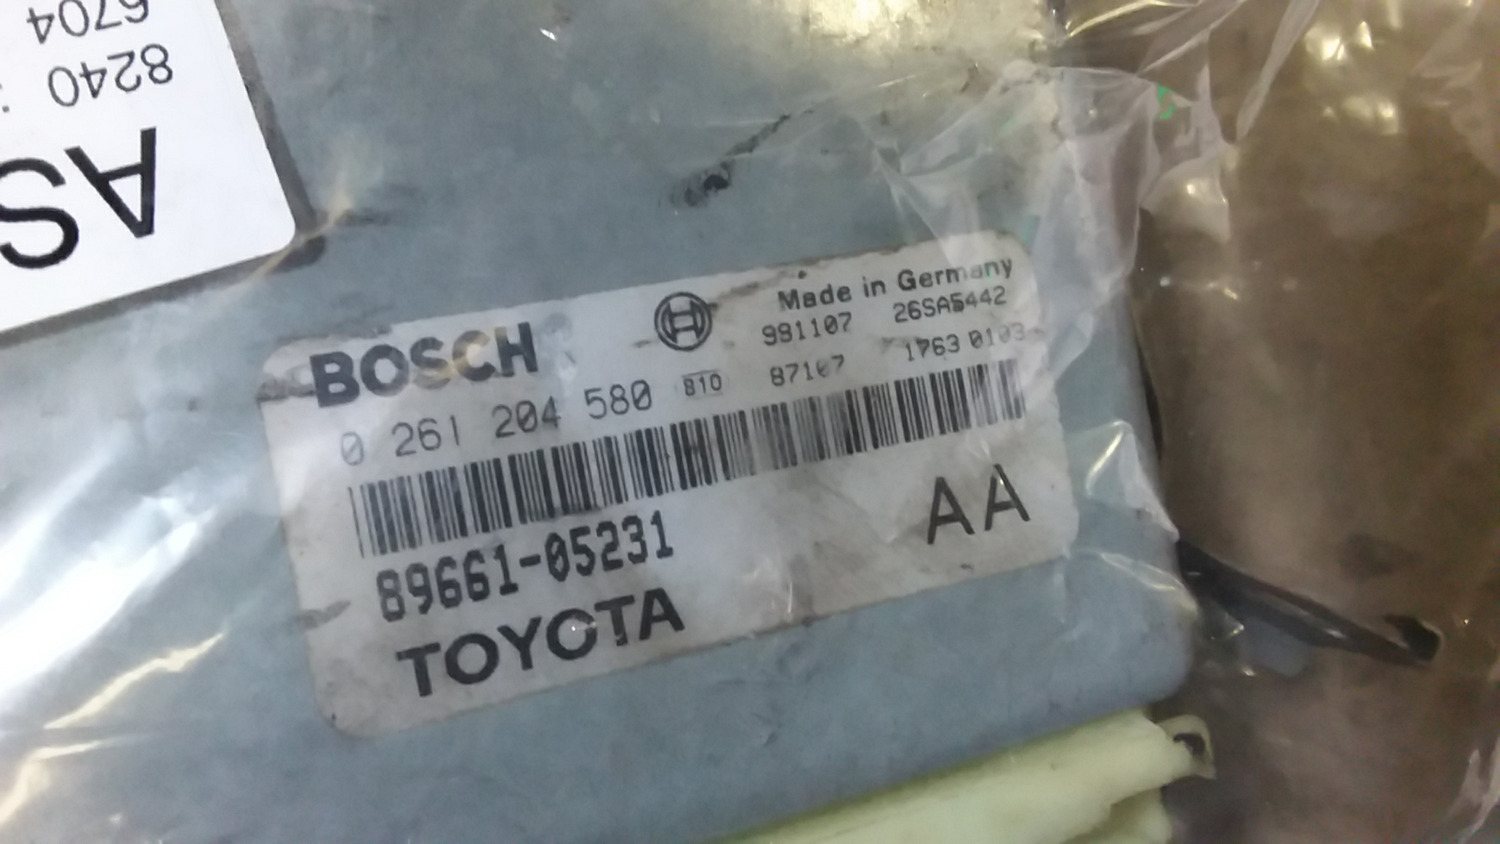 6704
8240
AS
BOSCH
Made in Germany
981107 26SA5442
0 261 204 580 810 87107 1763 0103
89661-05231
AA
TOYOTA